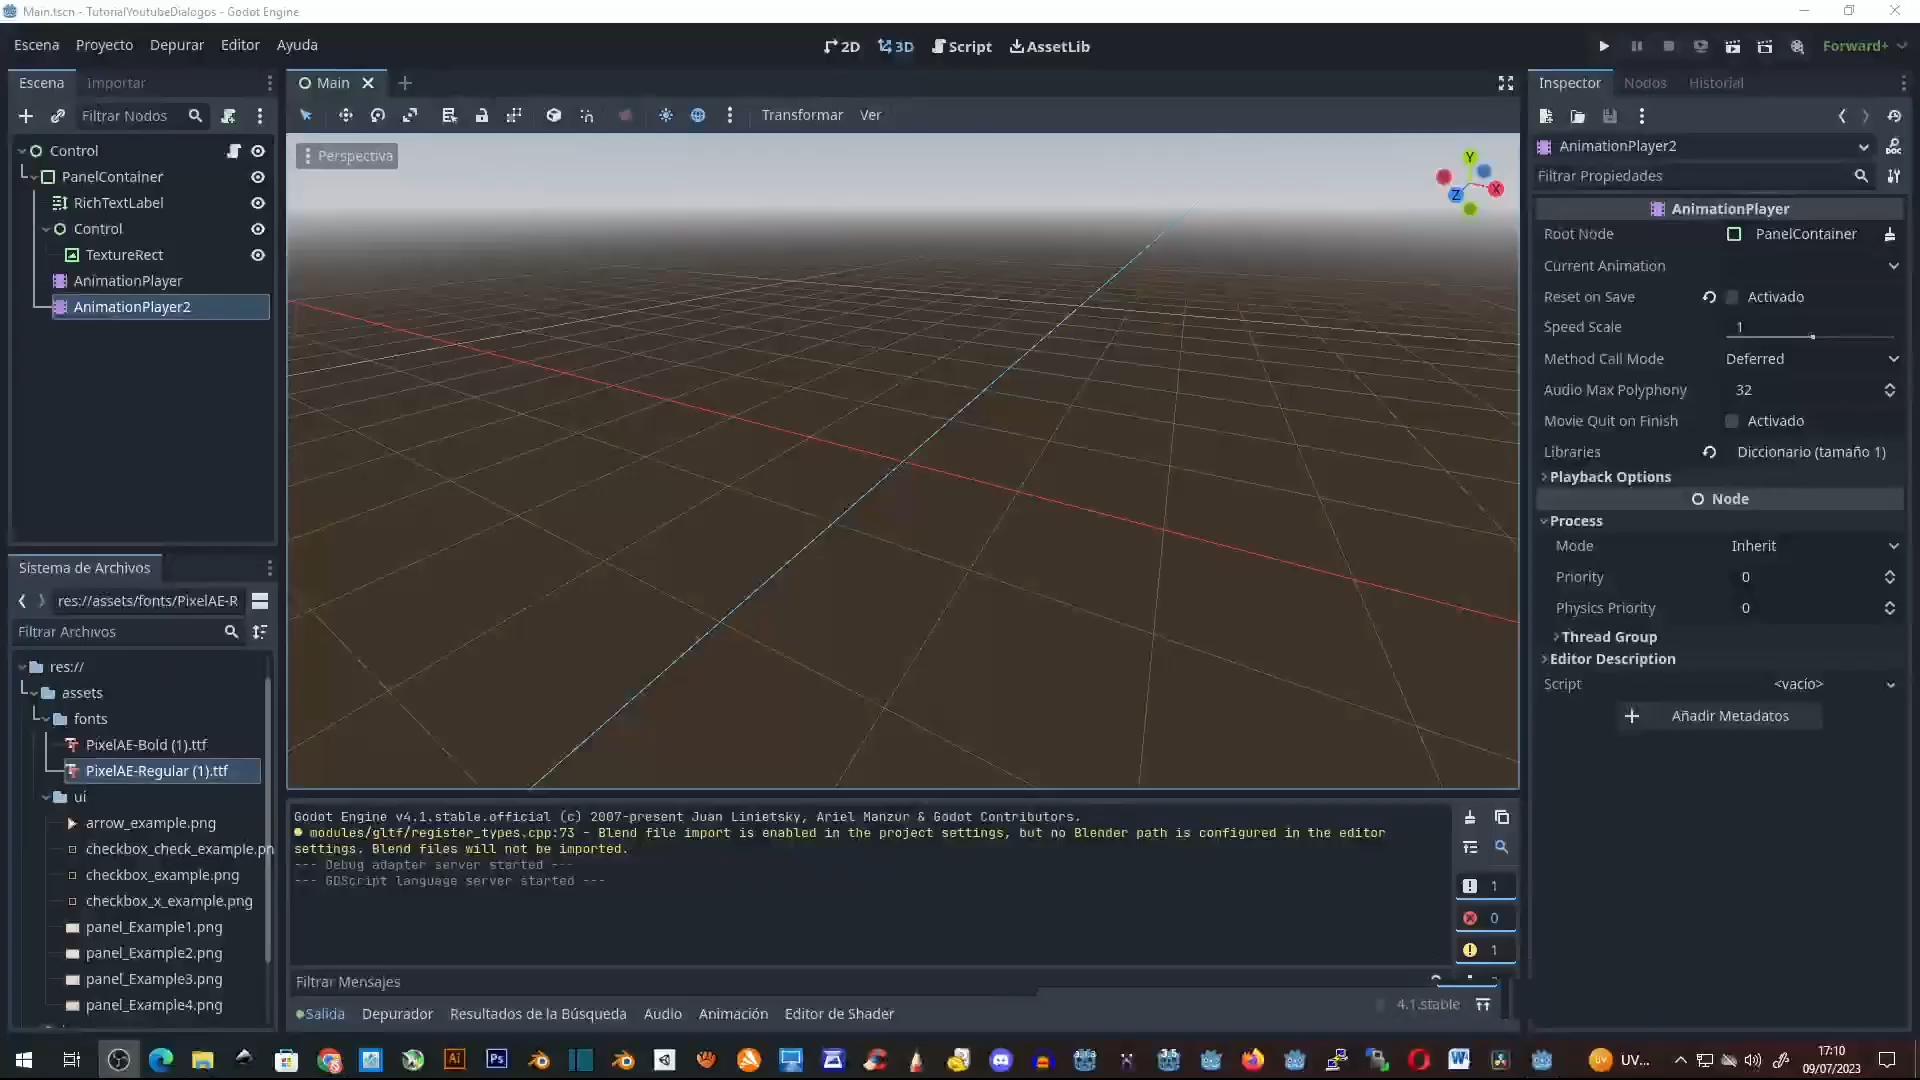 Main.tscn - TutorialYoutubeDialogos - Godot Engine
Escena Proyecto Depurar Editor Ayuda
2D 3D Script AssetLib
Forward+
Escena Importar
Filtrar Nodos
Control
PanelContainer
RichTextLabel
Control
TextureRect
AnimationPlayer
AnimationPlayer2
Sistema de Archivos
res://assets/fonts/PixelAE-R
Filtrar Archivos
res://
assets
fonts
PixelAE-Bold (1).ttf
PixelAE-Regular (1).ttf
ui
arrow_example.png
checkbox_check_example.pn
checkbox_example.png
checkbox_x_example.png
panel_Example1.png
panel_Example2.png
panel_Example3.png
panel_Example4.png
Main
Transformar Ver
Perspectiva
Y
X
Z
Godot Engine v4.1.stable.official (c) 2007-present Juan Linietsky, Ariel Manzur & Godot Contributors.
modules/gltf/register_types.cpp:73 - Blend file import is enabled in the project settings, but no Blender path is configured in the editor
settings. Blend files will not be imported.
--- Debug adapter server started ---
--- GDScript language server started ---
1
0
1
Filtrar Mensajes
Salida Depurador Resultados de la Búsqueda Audio Animación Editor de Shader
4.1.stable
Inspector Nodos Historial
AnimationPlayer2
Filtrar Propiedades
AnimationPlayer
Root Node PanelContainer
Current Animation
Reset on Save Activado
Speed Scale 1
Method Call Mode Deferred
Audio Max Polyphony 32
Movie Quit on Finish Activado
Libraries Diccionario (tamaño 1)
Playback Options
Node
Process
Mode Inherit
Priority 0
Physics Priority 0
Thread Group
Editor Description
Script <vacío>
Añadir Metadatos
Ai
Ps
3.5
W
UV
UV...
17:10
09/07/2023